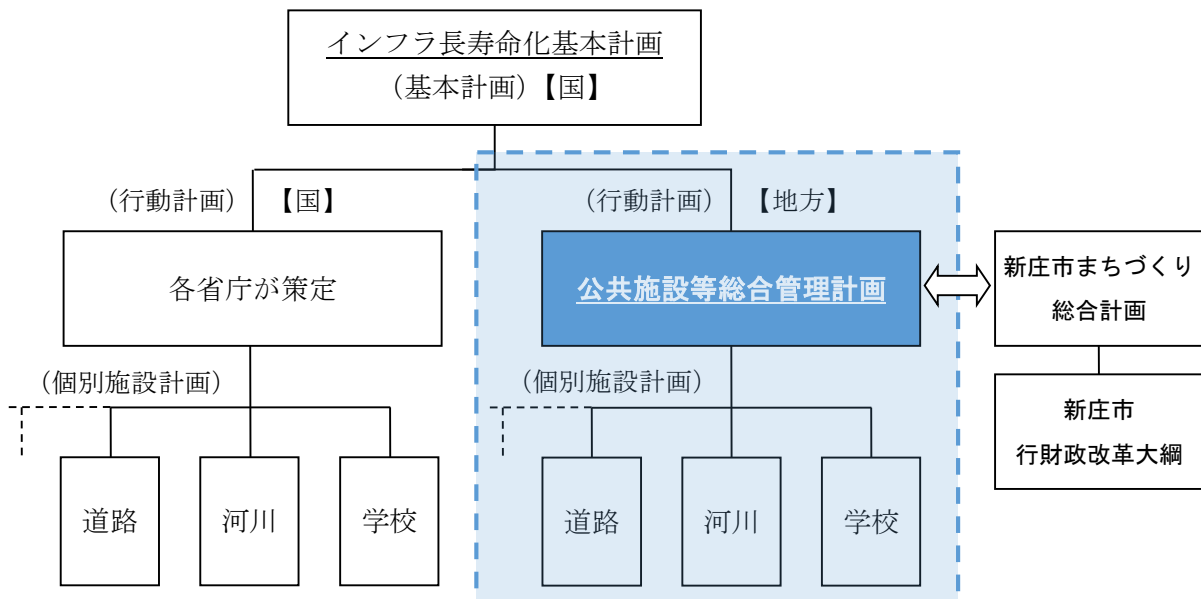 インフラ長寿命化基本計画
（基本計画）【国】
（行動計画）　【国】
（行動計画）　【地方】
各省庁が策定
公共施設等総合管理計画
新庄市まちづくり
総合計画
（個別施設計画）
（個別施設計画）
新庄市
行財政改革大綱
道路
河川
学校
道路
河川
学校